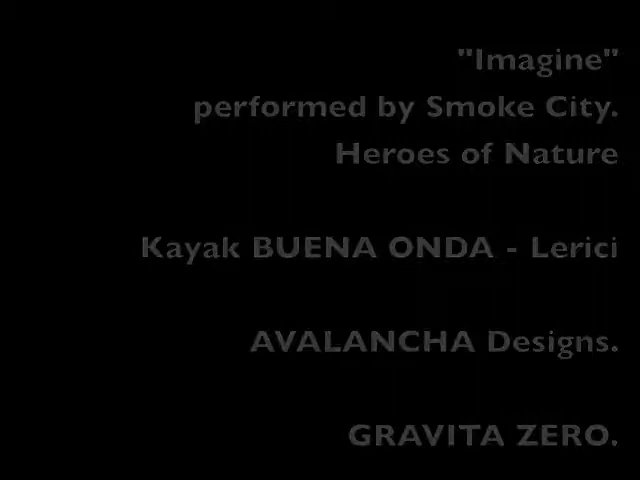 "Imagine"
performed by Smoke City.
Heroes of Nature
Kayak BUENA ONDA - Lerici
AVALANCHA Designs.
GRAVITA ZERO.